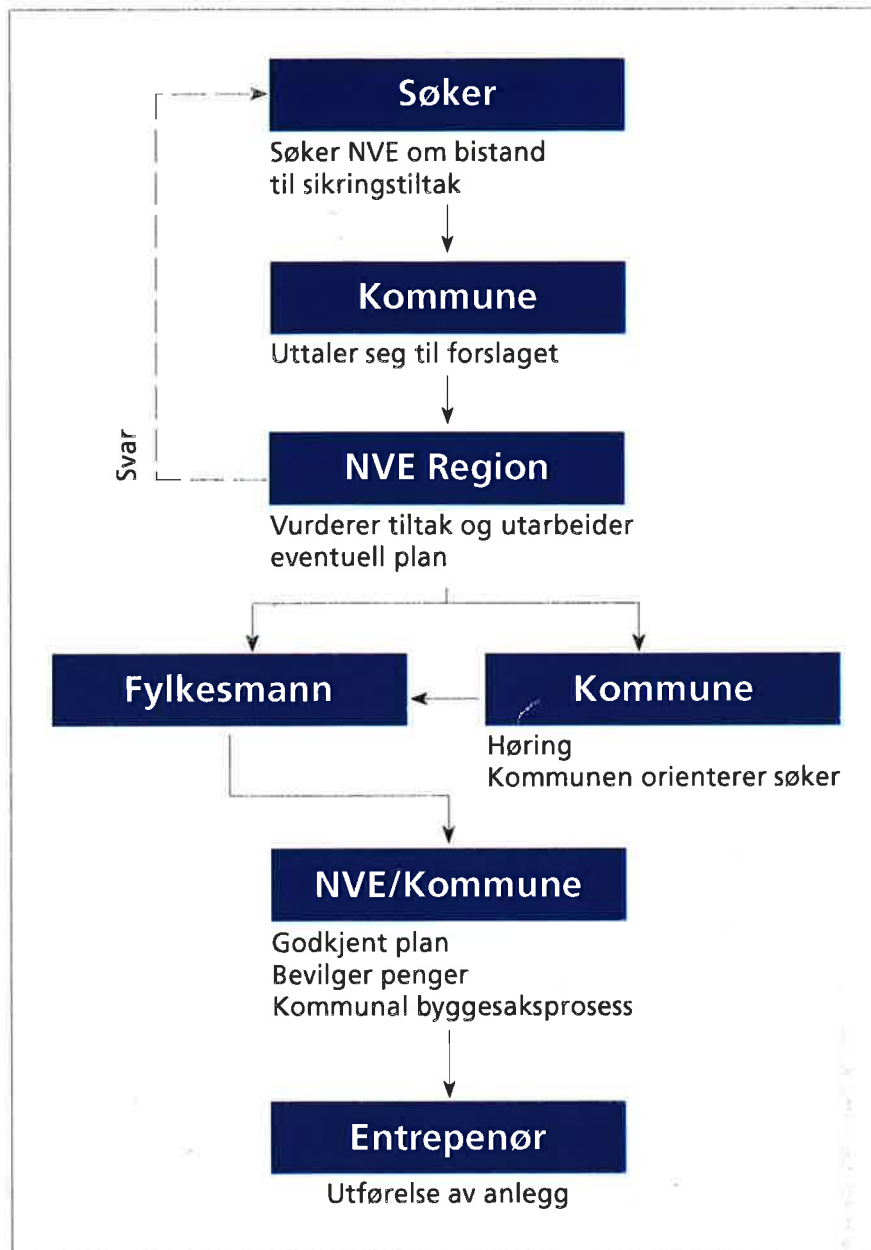 Søker
Søker NVE om bistand
til sikringstiltak
Kommune
Uttaler seg til forslaget
Svar
NVE Region
Vurderer tiltak og utarbeider
eventuell plan
Fylkesmann
Kommune
Høring
Kommunen orienterer søker
NVE/Kommune
Godkjent plan
Bevilger penger
Kommunal byggesaksprosess
Entrepenør
Utførelse av anlegg